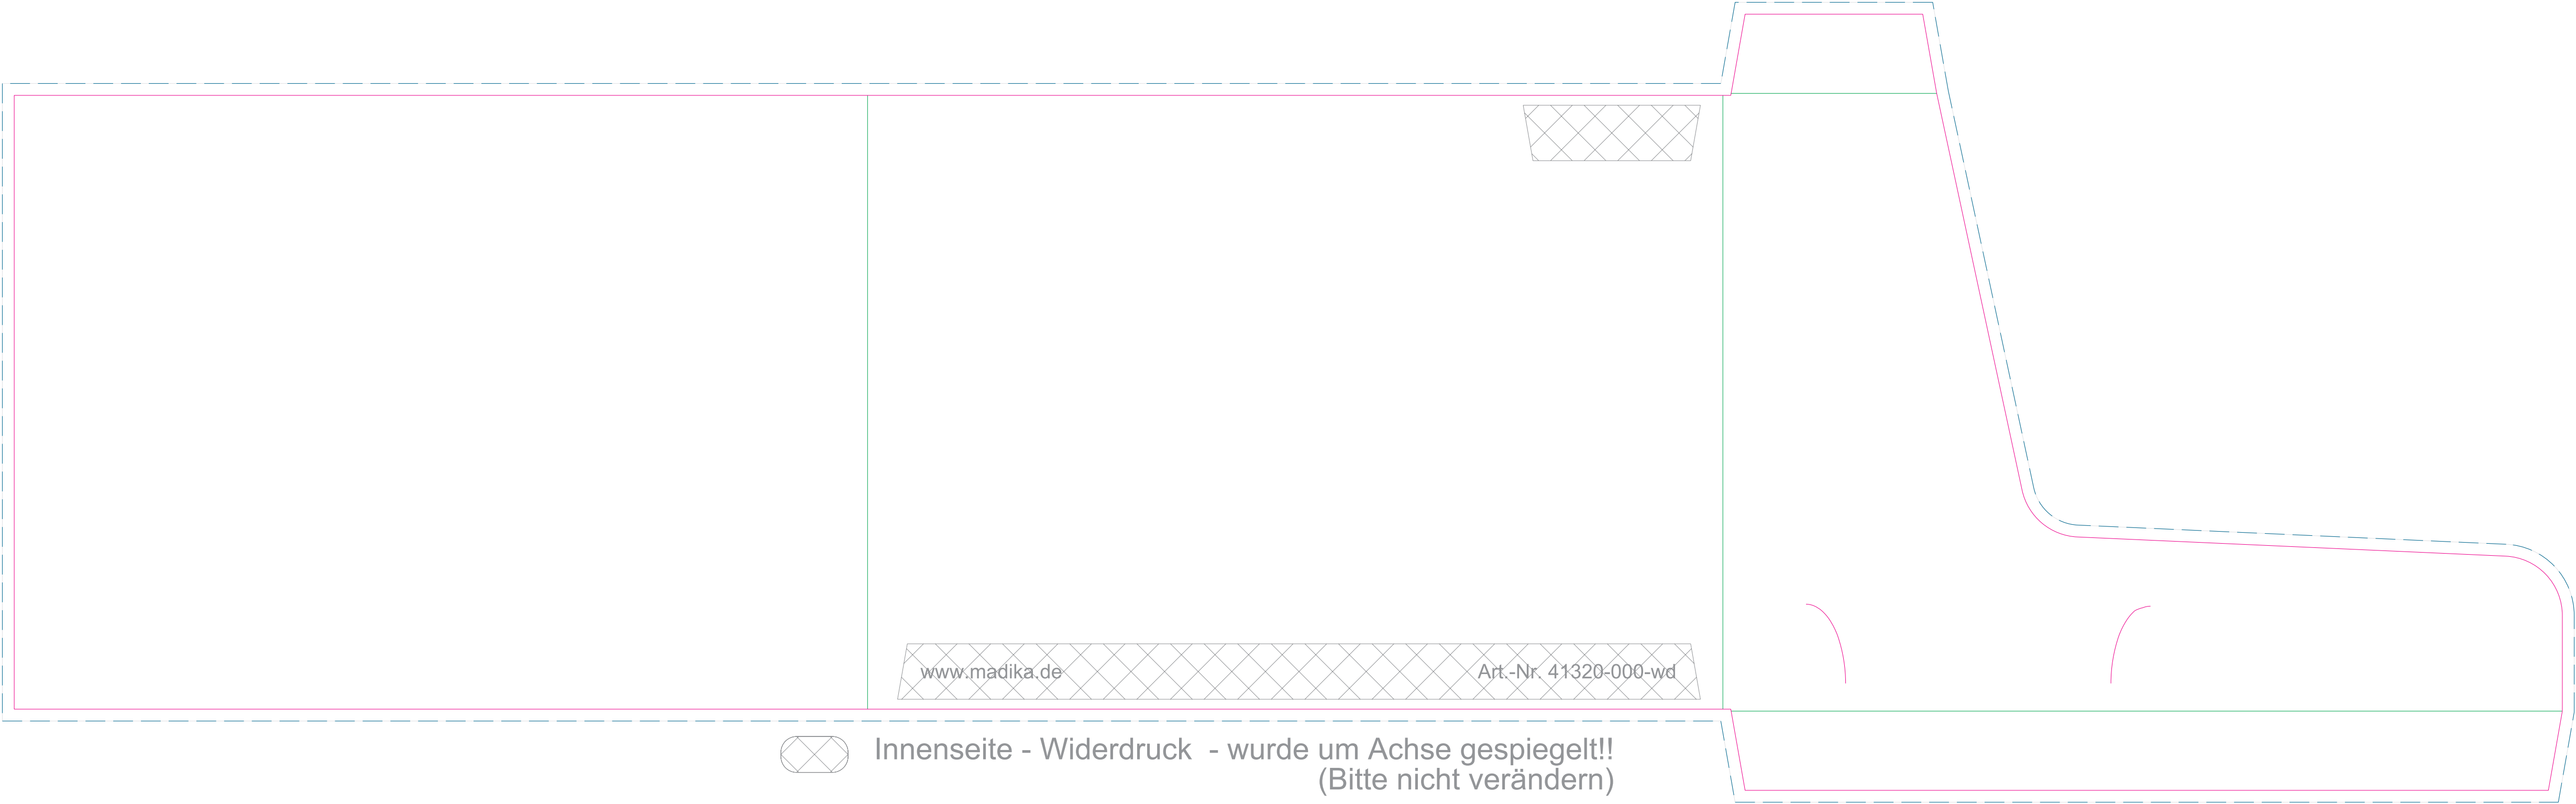 www.madika.de Art.-Nr. 41320-000-wd
Innenseite - Widerdruck  - wurde um Achse gespiegelt!!
(Bitte nicht verändern)